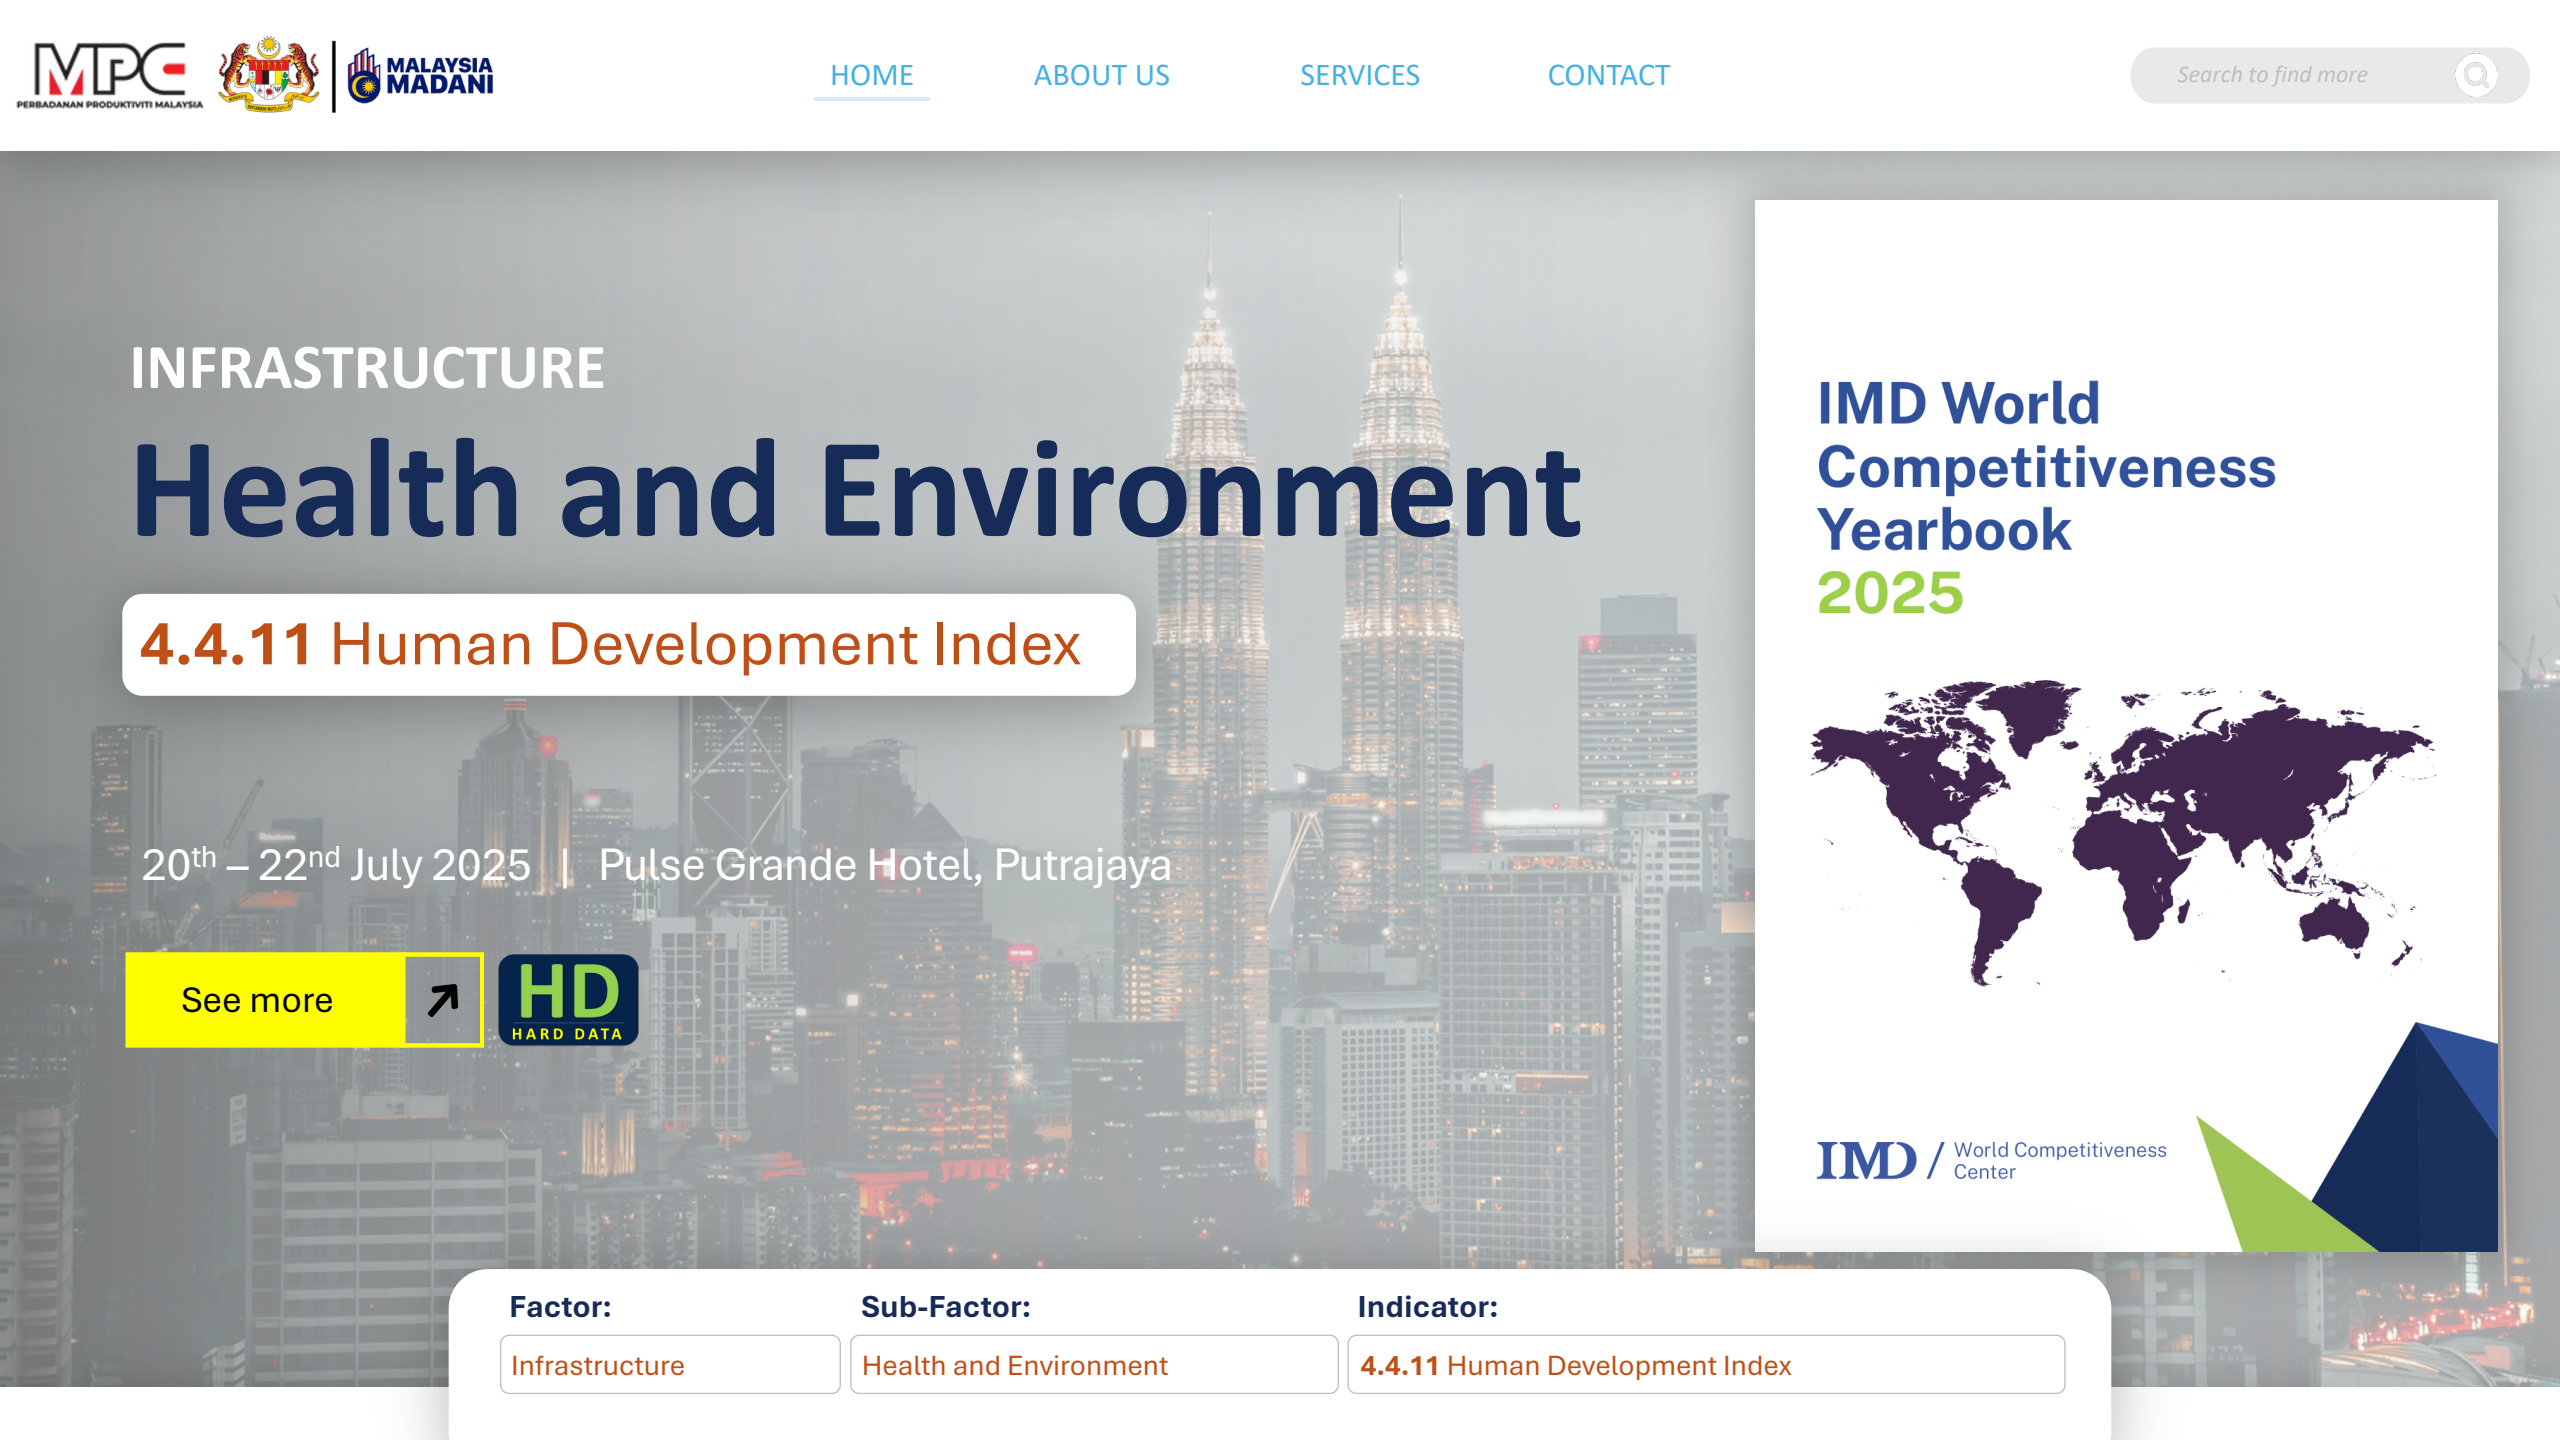 MPC
PERBADANAN PRODUKTIVITI MALAYSIA
MALAYSIA
MADANI
HOME
ABOUT US
SERVICES
CONTACT
Search to find more
INFRASTRUCTURE
Health and Environment
4.4.11 Human Development Index
20th – 22nd July 2025 | Pulse Grande Hotel, Putrajaya
See more
HD
HARD DATA
IMD World
Competitiveness
Yearbook
2025
IMD / World Competitiveness
Center
Factor:
Sub-Factor:
Indicator:
Infrastructure
Health and Environment
4.4.11 Human Development Index